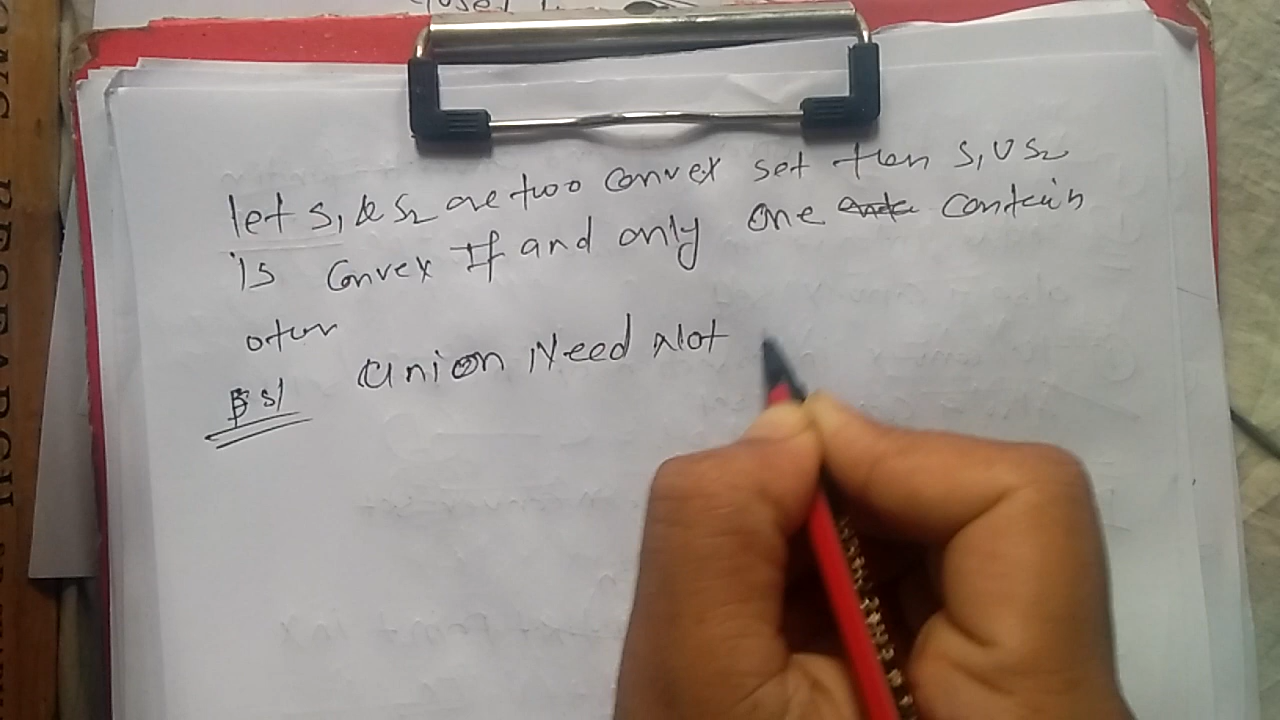 let S1 & S2 are two convex set then S1 U S2
is convex If and only one contain
other
Union Need Not